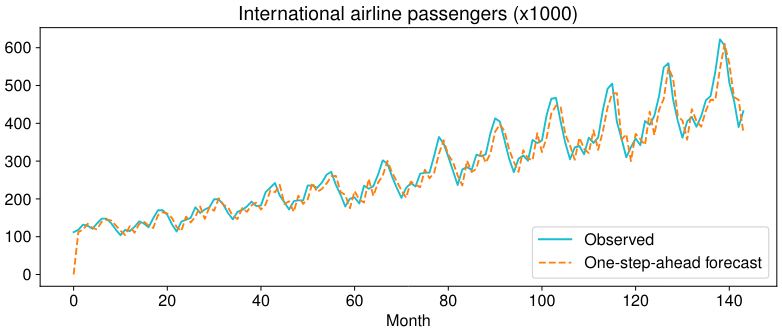 International airline passengers (x1000)
600
500
400
300
200
100
0
0 20 40 60 80 100 120 140
Month
Observed
One-step-ahead forecast